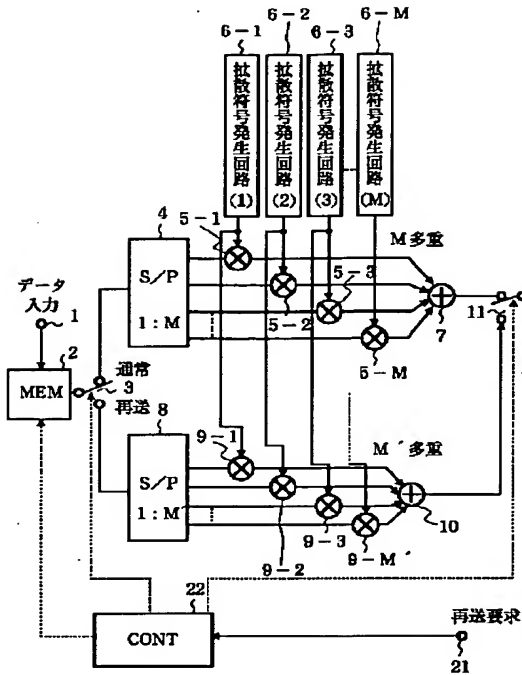 6-1
6-2
6-3
6-M
拡散符号発生回路(1)
拡散符号発生回路(2)
拡散符号発生回路(3)
拡散符号発生回路(M)
4
5-1
5-2
5-3
5-M
M多重
S/P
1:M
7
11
データ
入力
1
2
MEM
通常
3
再送
8
9-1
9-2
9-3
9-M'
M'多重
S/P
1:M
10
22
CONT
再送要求
21